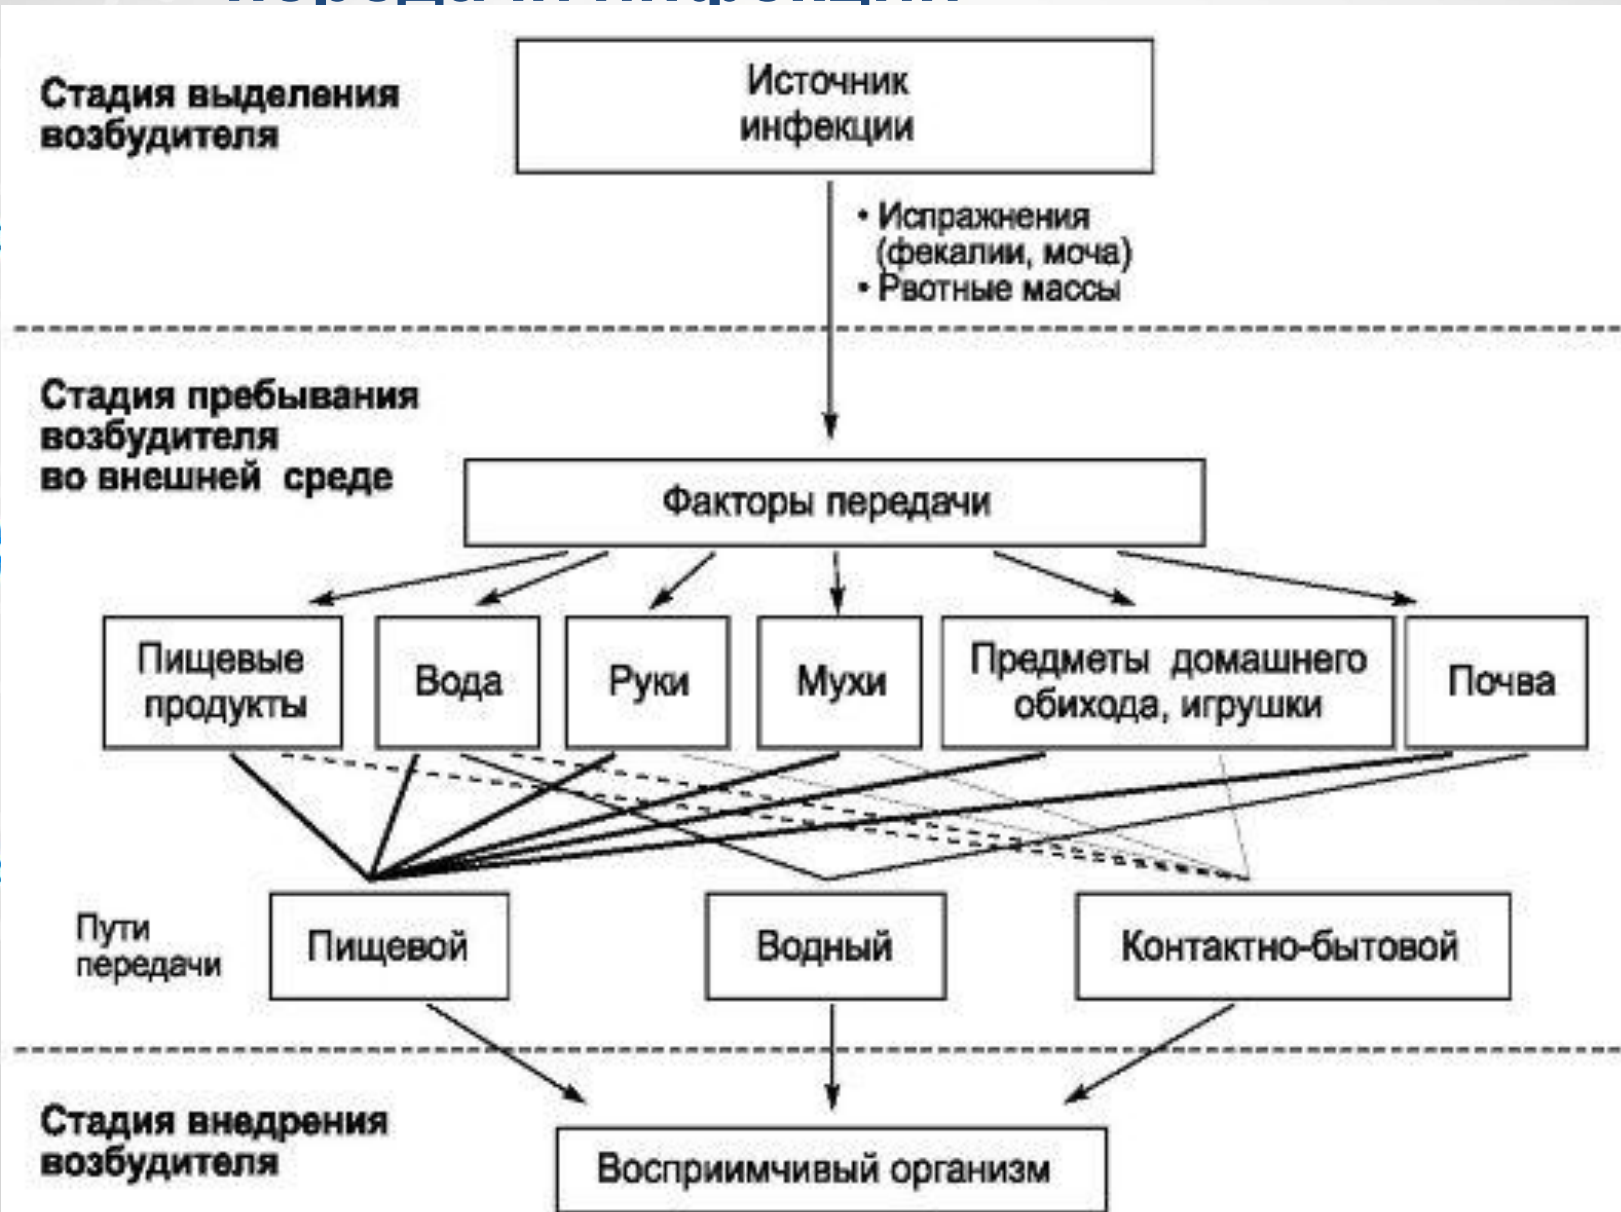 Стадия выделения
возбудителя
Источник
инфекции
• Испражнения
(фекалии, моча)
• Рвотные массы
Стадия пребывания
возбудителя
во внешней среде
Факторы передачи
Пищевые
продукты
Вода
Руки
Мухи
Предметы домашнего
обихода, игрушки
Почва
Пути
передачи
Пищевой
Водный
Контактно-бытовой
Стадия внедрения
возбудителя
Восприимчивый организм